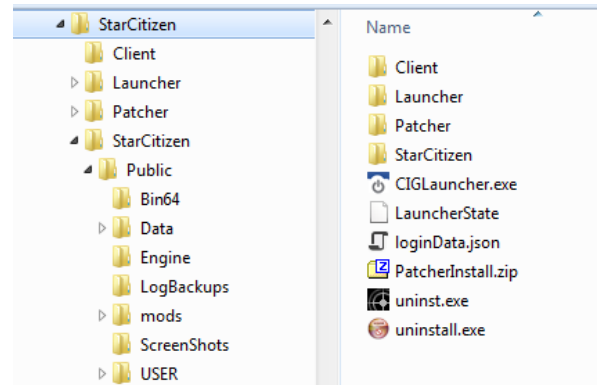 StarCitizen
Client
Launcher
Patcher
StarCitizen
Public
Bin64
Data
Engine
LogBackups
mods
ScreenShots
USER
Name
Client
Launcher
Patcher
StarCitizen
CIGLauncher.exe
LauncherState
loginData.json
PatcherInstall.zip
uninst.exe
uninstall.exe